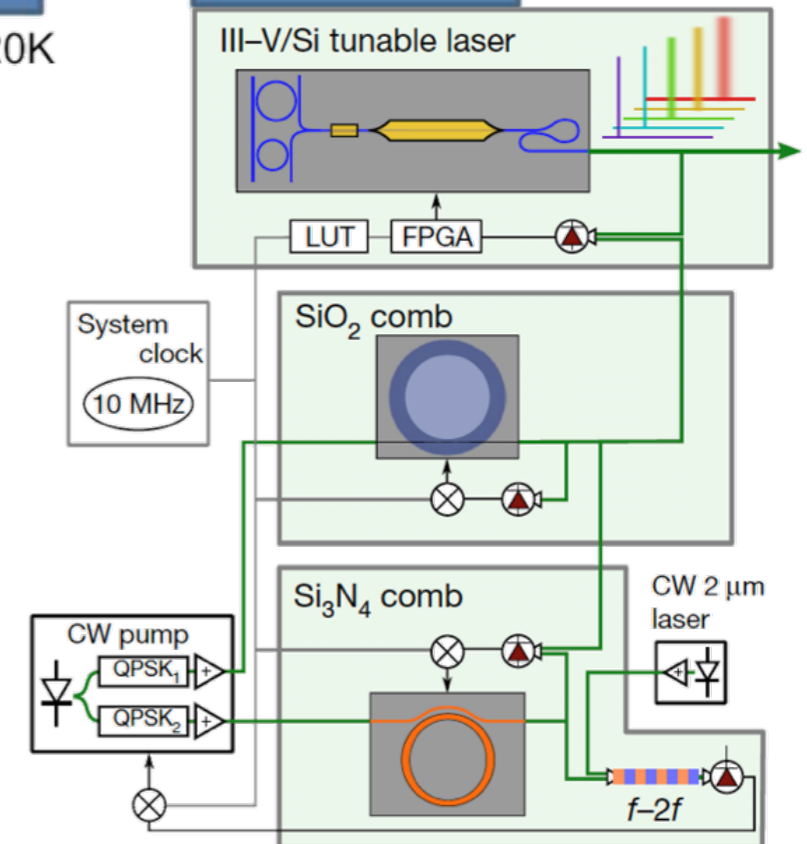 0K
III–V/Si tunable laser
LUT
FPGA
SiO2 comb
System
clock
10 MHz
Si3N4 comb
CW 2 μm
laser
CW pump
QPSK1
+
QPSK2
+
+
f–2f